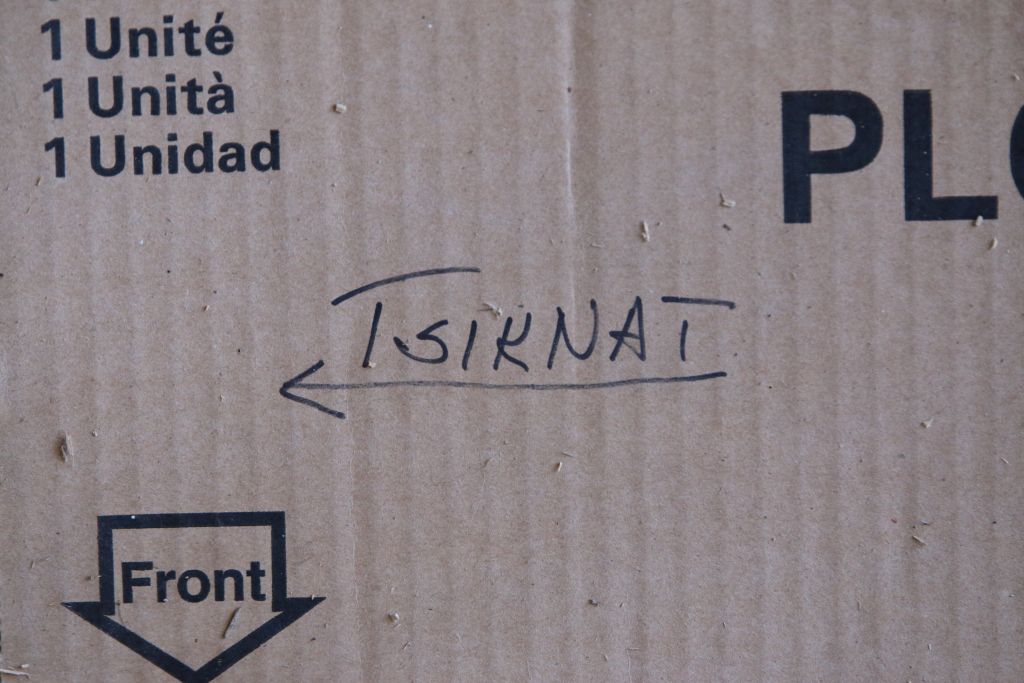 1 Unité
1 Unità
1 Unidad
PL
TSIRNAT
Front